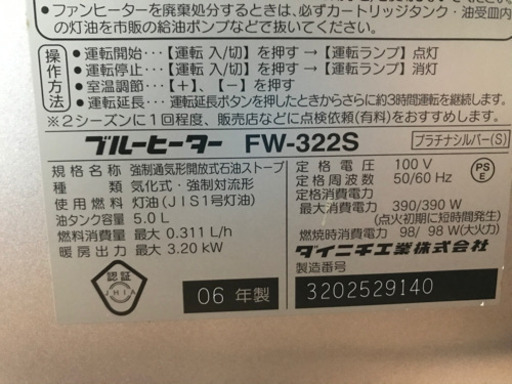 ●ファンヒーターを廃棄処分するときは、必ずカートリッジタンク・油受皿内
の灯油を市販の給油ポンプなどで抜いてください。
操作方法
●運転開始…【運転 入/切】を押す→【運転ランプ】点灯
●運転停止…【運転 入/切】を押す→【運転ランプ】消灯
●室温調節…【+】、【−】を押す
●運転延長…運転延長ボタンを押したときからさらに約3時間運転を継続します。
※2シーズンに1回程度、販売店などに点検依頼(有料)をおすすめします。
ブルーヒーター FW-322S
プラチナシルバー(S)
規格名称 強制通気形開放式石油ストーブ
種類 気化式・強制対流形
使用燃料 灯油(JIS1号灯油)
油タンク容量 5.0L
燃料消費量 最大 0.311L/h
暖房出力 最大 3.20kW
定格電圧 100V
定格周波数 50/60Hz
定格消費電力
最大消費電力 390/390W
(点火初期に短時間発生)
燃焼時消費電力 98/98W(大火力)
PSE
ダイニチ工業株式会社
製造番号
認証
JHIA
06年製
3202529140